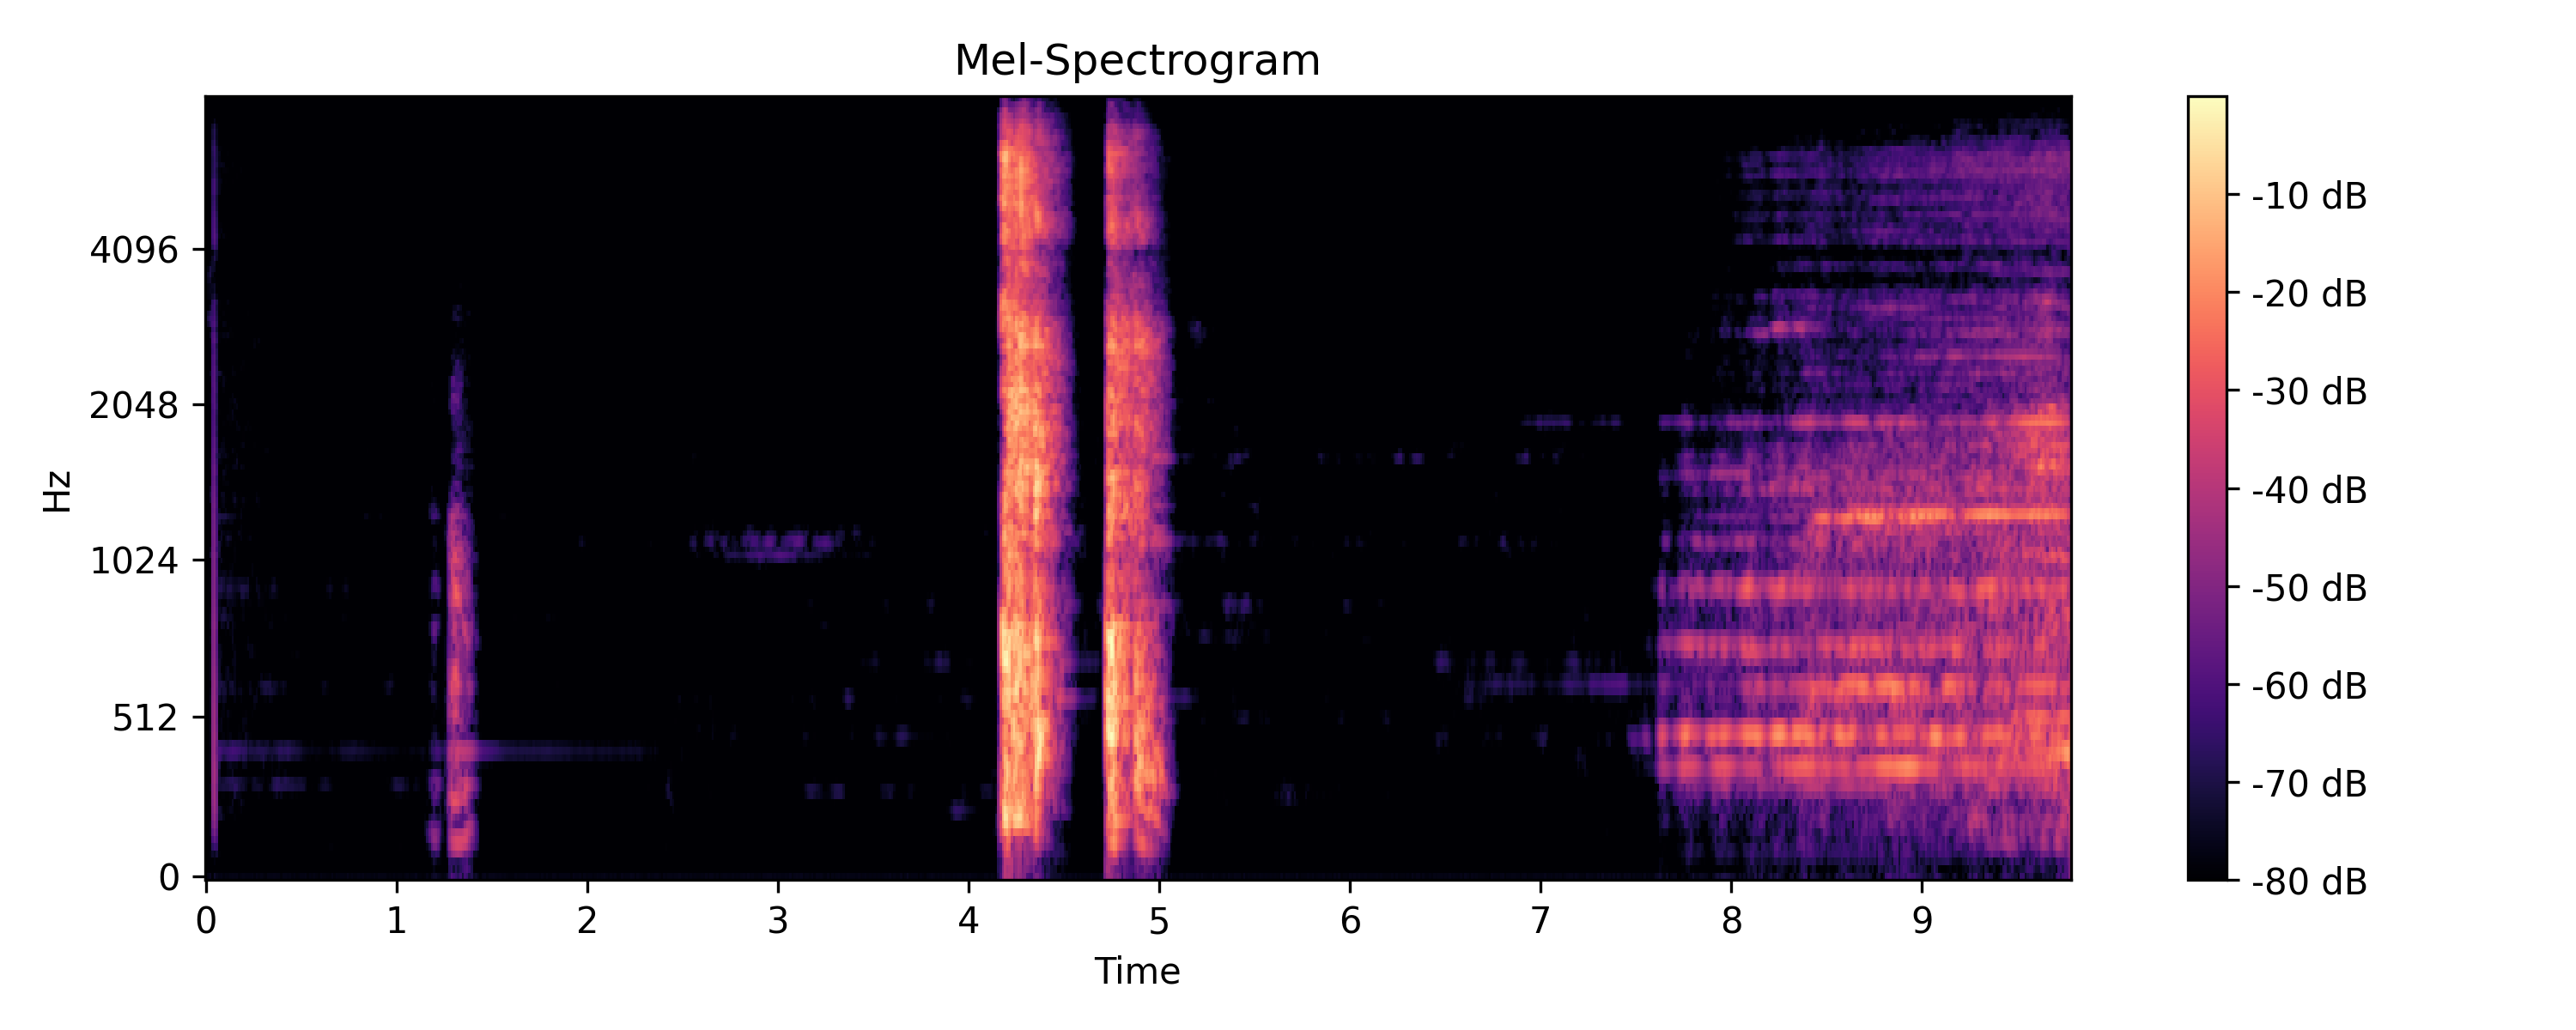 Mel-Spectrogram
Hz
4096
2048
1024
512
0
0 1 2 3 4 5 6 7 8 9
Time
-10 dB
-20 dB
-30 dB
-40 dB
-50 dB
-60 dB
-70 dB
-80 dB